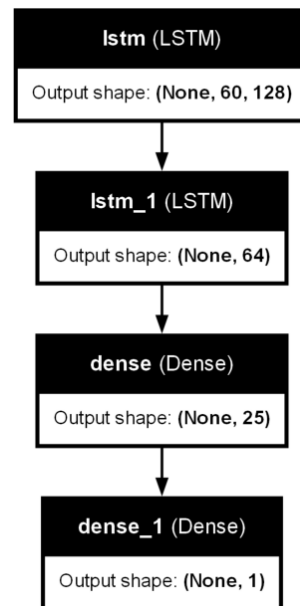 lstm (LSTM)
Output shape: (None, 60, 128)
lstm_1 (LSTM)
Output shape: (None, 64)
dense (Dense)
Output shape: (None, 25)
dense_1 (Dense)
Output shape: (None, 1)